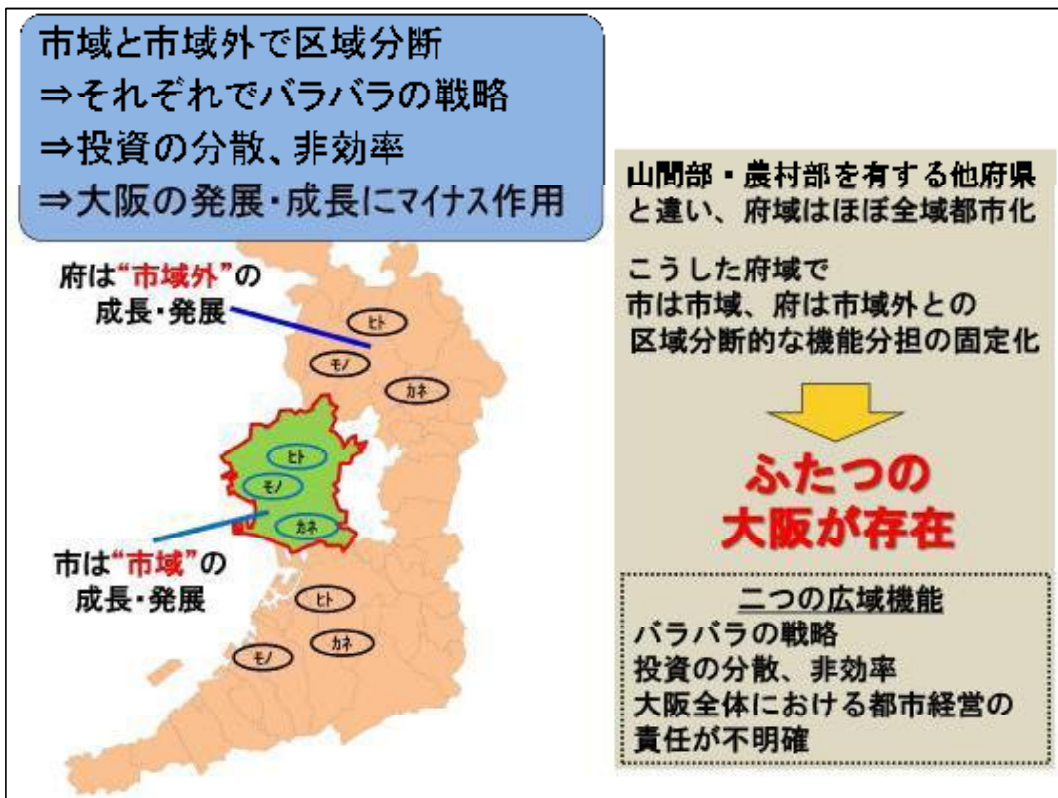 市域と市域外で区域分断
⇒それぞれでバラバラの戦略
⇒投資の分散、非効率
⇒大阪の発展・成長にマイナス作用
府は“市域外”の
成長・発展
ヒト
モノ
カネ
ヒト
モノ
カネ
市は“市域”の
成長・発展
ヒト
カネ
モノ
山間部・農村部を有する他府県
と違い、府域はほぼ全域都市化
こうした府域で
市は市域、府は市域外との
区域分断的な機能分担の固定化
ふたつの
大阪が存在
二つの広域機能
バラバラの戦略
投資の分散、非効率
大阪全体における都市経営の
責任が不明確